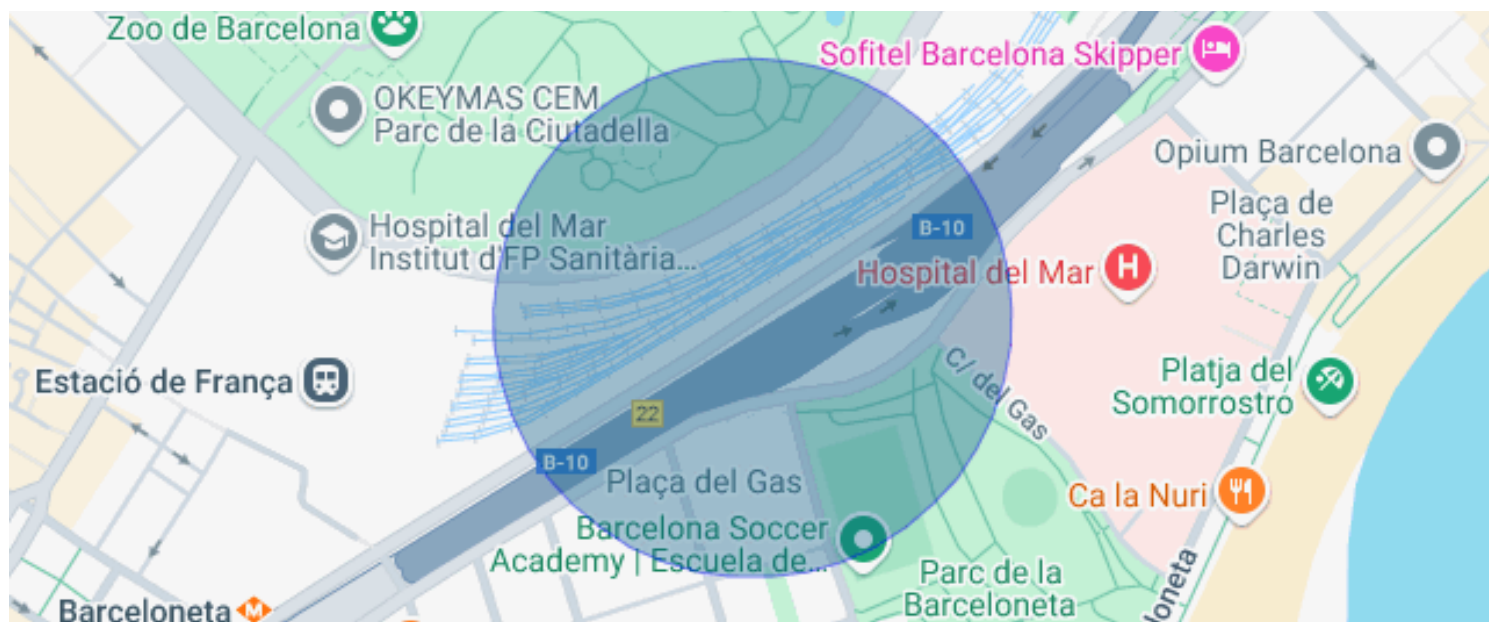 Zoo de Barcelona
Sofitel Barcelona Skipper
OKEYMAS CEM
Parc de la Ciutadella
Opium Barcelona
Plaça de
Charles
Darwin
Hospital del Mar
Institut d'FP Sanitària...
B-10
Hospital del Mar
H
Estació de França
C/ del Gas
Platja del
Somorrostró
22
B-10
Plaça del Gas
Ca la Nuri
Barcelona Soccer
Academy | Escuela de...
Parc de la
Barceloneta
loneta
Barceloneta
M